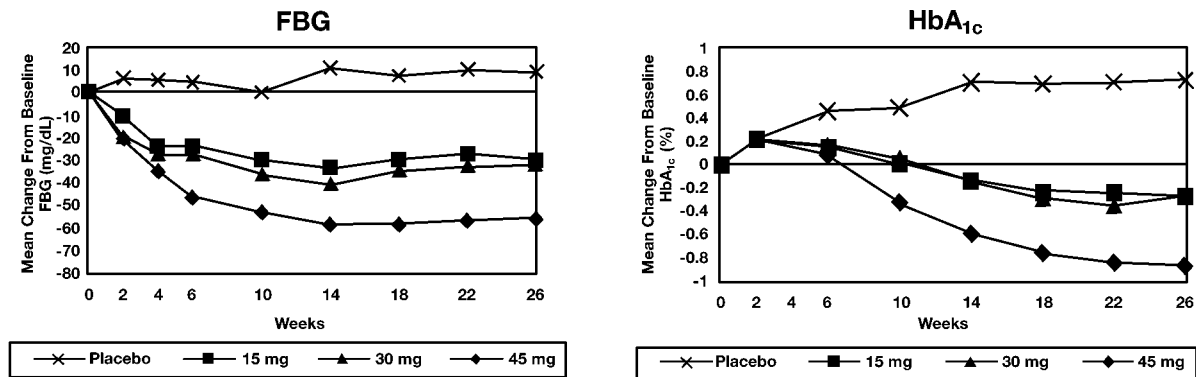 FBG
Mean Change From Baseline
FBG (mg/dL)
20
10
0
-10
-20
-30
-40
-50
-60
-70
-80
0 2 4 6 10 14 18 22 26
Weeks
Placebo 15 mg 30 mg 45 mg
HbA1c
Mean Change From Baseline
HbA1c (%)
1
0.8
0.6
0.4
0.2
0
-0.2
-0.4
-0.6
-0.8
-1
0 2 4 6 10 14 18 22 26
Weeks
Placebo 15 mg 30 mg 45 mg